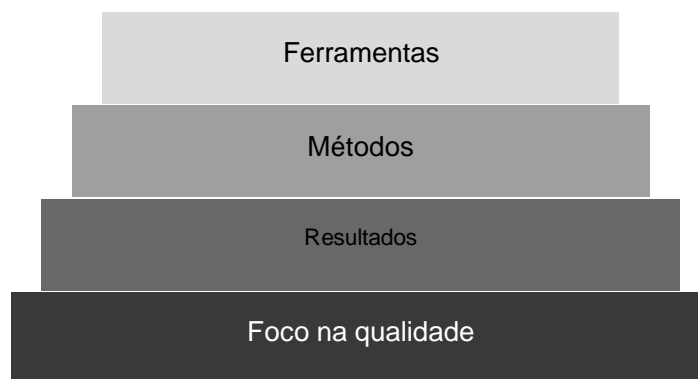 Ferramentas
Métodos
Resultados
Foco na qualidade